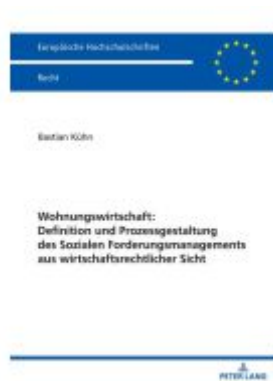 Europäische Hochschulschriften
Recht
Bastian Kühn
Wohnungswirtschaft:
Definition und Prozessgestaltung
des Sozialen Forderungsmanagements
aus wirtschaftsrechtlicher Sicht
PETER LANG